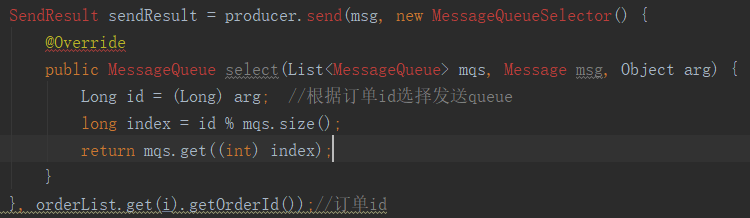 SendResult sendResult = producer.send(msg, new MessageQueueSelector() {
@Override
public MessageQueue select(List<MessageQueue> mqs, Message msg, Object arg) {
Long id = (Long) arg;  //根据订单id选择发送queue
long index = id % mqs.size();
return mqs.get((int) index);
}
}, orderList.get(i).getOrderId());//订单id